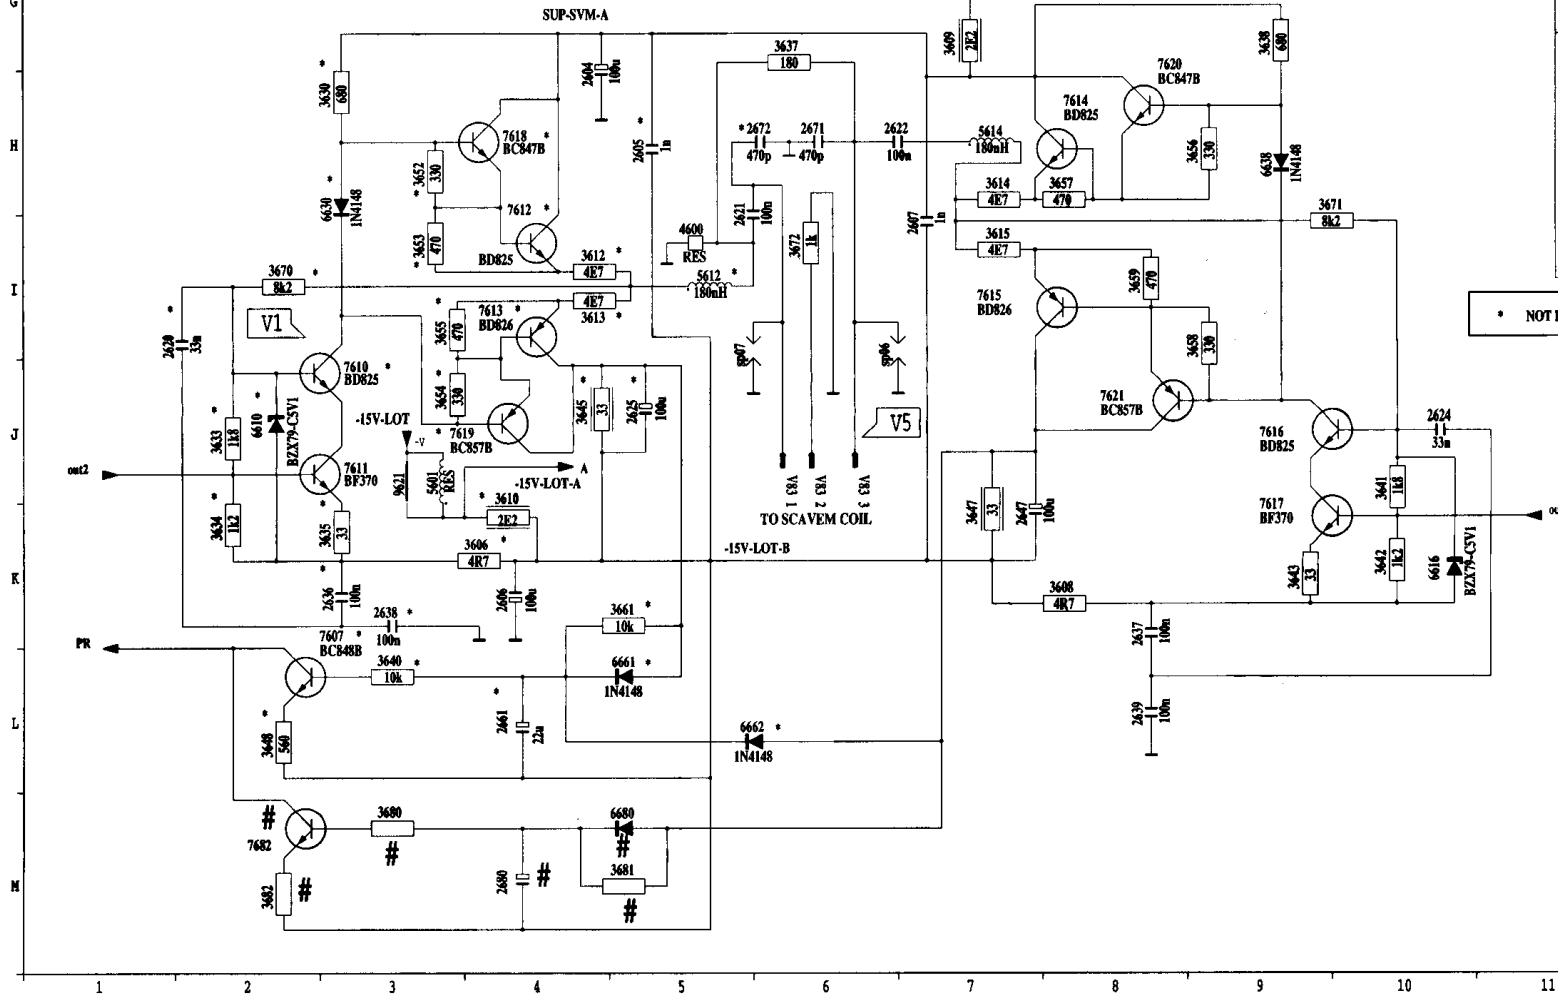 G
SUP-SVM-A
3609
2E2
3638
680
3637
180
2604
100u
7620
BC847B
*
3630
680
7614
BD825
H
7618
BC847B
*
2605
1n
*
* 2672
470p
2671
470p
2622
100n
5614
180nH
3656
330
6638
1N4148
3652
330
*
*
6630
1N4148
*
7612
*
3614
4E7
3657
470
2621
100n
3671
8k2
2607
1n
3653
470
*
BD825
4600
RES
3672
1k
3612 *
4E7
3615
4E7
I
3670
8k2
*
5612 *
180nH
3659
470
V1
*
2620
33n
7613 *
BD826
4E7
3613 *
7615
BD826
* NOT
3655
470
*
gp07
gp06
3658
330
7610
BD825
*
3654
330
*
3645
33
*
2625
100u
*
7621
BC857B
J
3633
1k8
*
6610
BZX79-C5V1
*
-15V-LOT
-V
7619
BC857B
*
V5
7616
BD825
2624
33n
out2
7611
BF370
9621
5601
RES
A
-15V-LOT-A
V83 1
V83 2
V83 3
TO SCAVEM COIL
3641
1k8
3634
1k2
*
3635
33
*
* 3610
2E2
3647
33
2647
100u
7617
BF370
3606 *
4R7
-15V-LOT-B
K
*
2636
100n
2606
100u
3643
33
3642
1k2
6616
BZX79-C5V1
3608
4R7
2638 *
100n
3661 *
10k
2637
100n
PR
7607
BC848B
*
3640 *
10k
6661 *
1N4148
L
3648
560
*
2661
22u
*
6662 *
1N4148
2639
100n
7682
#
3680
#
6680
#
M
3682
#
2680
#
3681
#
1 2 3 4 5 6 7 8 9 10 11